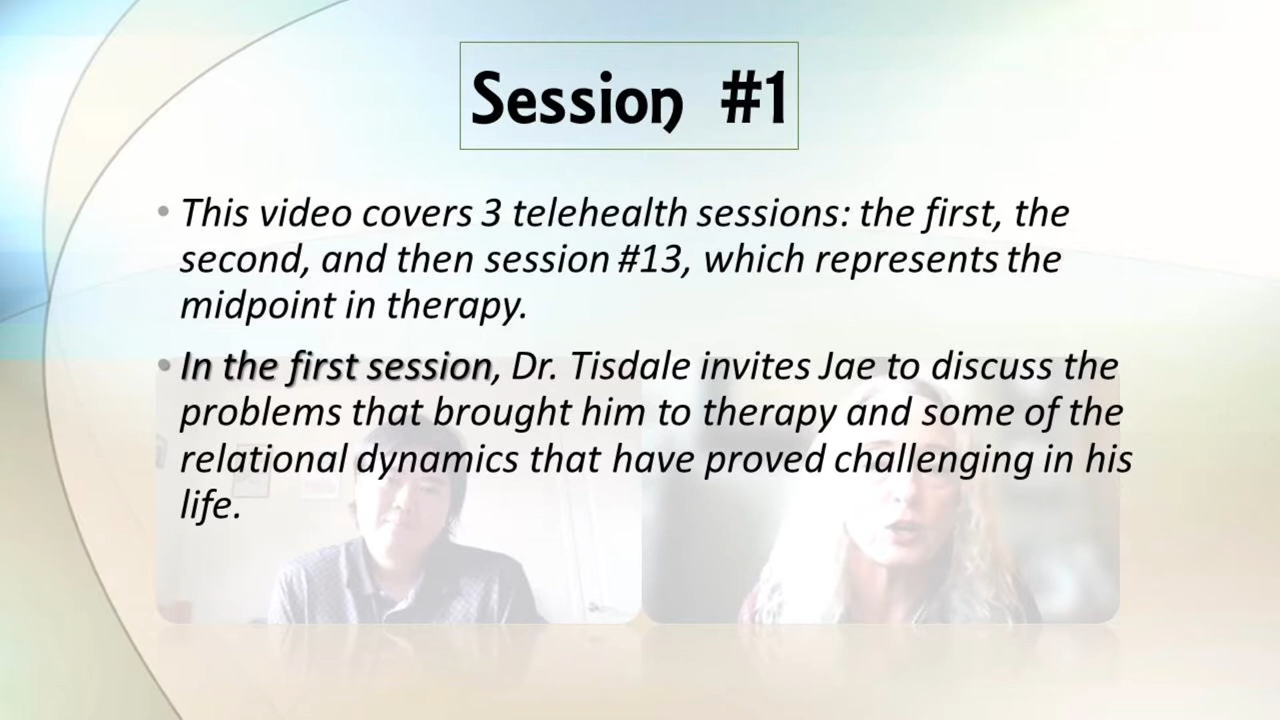 Session #1
• This video covers 3 telehealth sessions: the first, the
second, and then session #13, which represents the
midpoint in therapy.
• In the first session, Dr. Tisdale invites Jae to discuss the
problems that brought him to therapy and some of the
relational dynamics that have proved challenging in his
life.